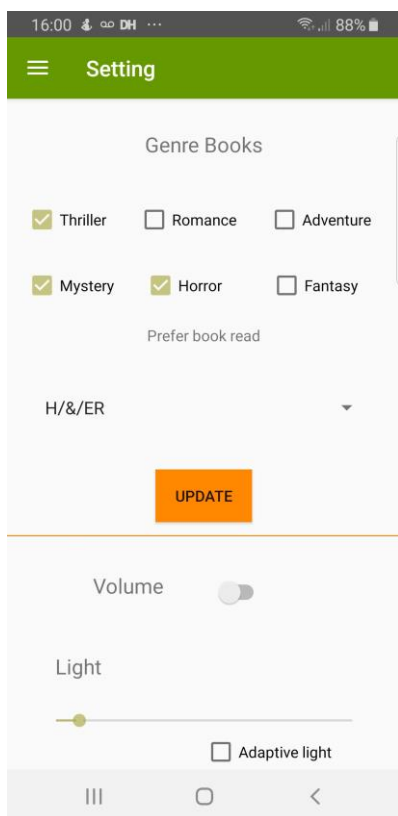 16:00 DH ... 88%
Setting
Genre Books
Thriller Romance Adventure
Mystery Horror Fantasy
Prefer book read
H/&/ER
UPDATE
Volume
Light
Adaptive light